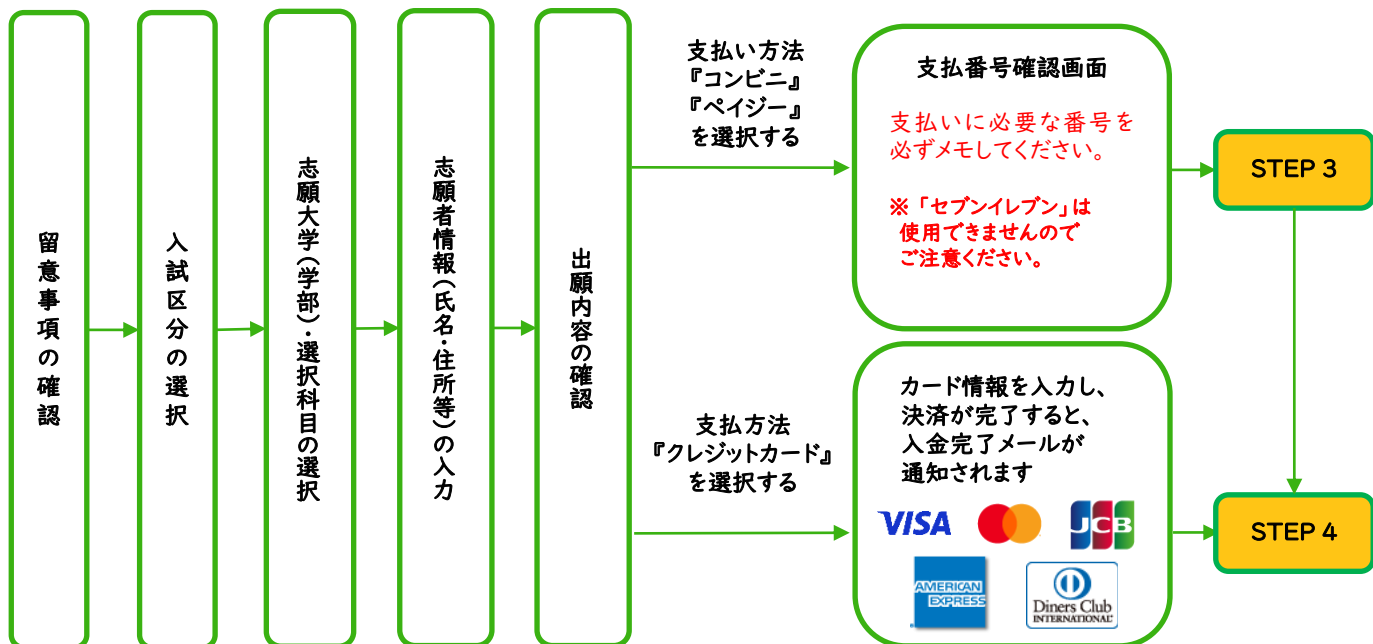 留意事項の確認
入試区分の選択
志願大学(学部)・選択科目の選択
志願者情報(氏名・住所等)の入力
出願内容の確認
支払い方法
『コンビニ』
『ペイジー』
を選択する
支払番号確認画面
支払いに必要な番号を
必ずメモしてください。
※「セブンイレブン」は
使用できませんので
ご注意ください。
STEP 3
支払方法
『クレジットカード』
を選択する
カード情報を入力し、
決済が完了すると、
入金完了メールが
通知されます
VISA
JCB
AMERICAN
EXPRESS
Diners Club
INTERNATIONAL
STEP 4